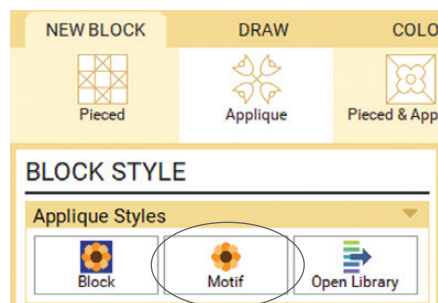 NEW BLOCK DRAW COLO
Pieced Applique Pieced & App
BLOCK STYLE
Applique Styles
Block Motif Open Library